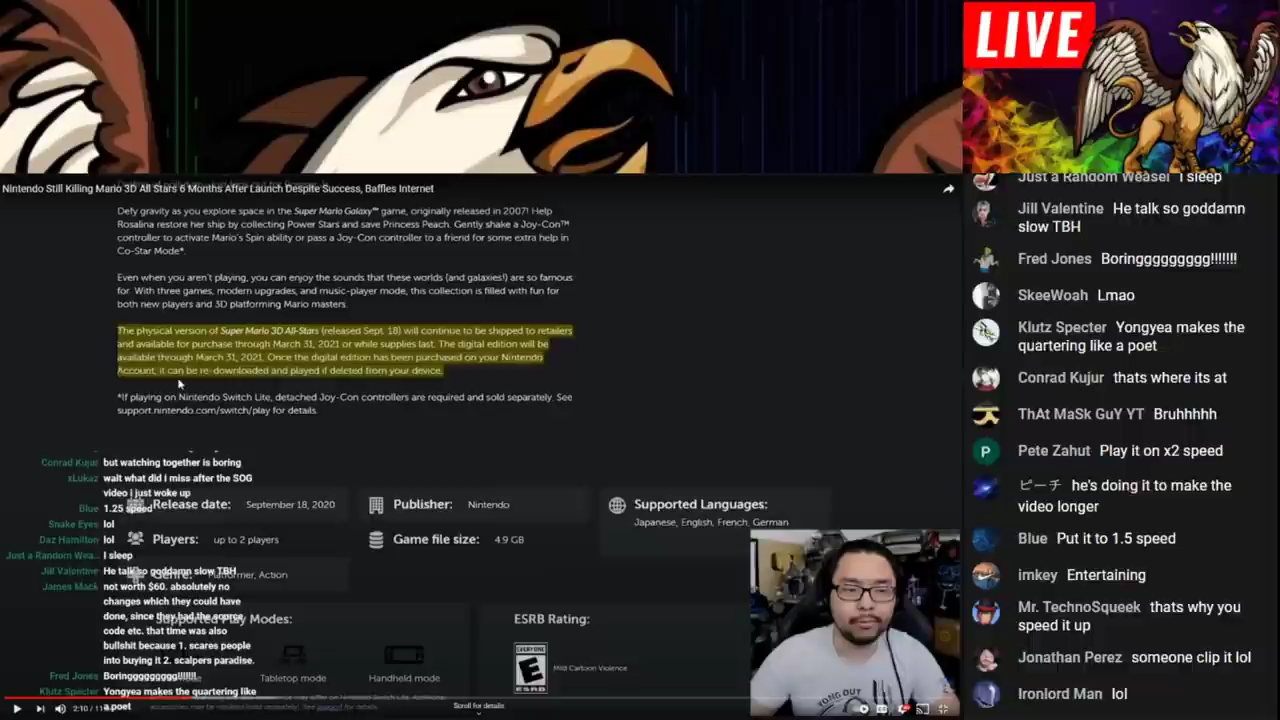 LIVE
Nintendo Still Killing Mario 3D All Stars 6 Months After Launch Despite Success, Baffles Internet
Defy gravity as you explore space in the Super Mario Galaxy™ game, originally released in 2007! Help
Rosalina restore her ship by collecting Power Stars and save Princess Peach. Gently shake a Joy-Con™
controller to activate Mario's Spin ability or pass a Joy-Con controller to a friend for some extra help in
Co-Star Mode*.
Even when you aren't playing, you can enjoy the sounds that these worlds (and galaxies!) are so famous
for. With three games, modern upgrades, and music-player mode, this collection is filled with fun for
both new players and 3D platforming Mario masters.
The physical version of Super Mario 3D All-Stars (released Sept. 18) will continue to be shipped to retailers
and available for purchase through March 31, 2021 or while supplies last. The digital edition will be
available through March 31, 2021. Once the digital edition has been purchased on your Nintendo
Account, it can be re-downloaded and played if deleted from your device.
*If playing on Nintendo Switch Lite, detached Joy-Con controllers are required and sold separately. See
support.nintendo.com/switch/play for details.
Release date: September 18, 2020
Publisher: Nintendo
Supported Languages:
Japanese, English, French, German
Players: up to 2 players
Game file size: 4.9 GB
Genre: Platformer, Action
Supported Play Modes:
Tabletop mode
Handheld mode
ESRB Rating:
EVERYONE
E
ESRB
Mild Cartoon Violence
Scroll for details
2:10 / 11
Conrad Kujur but watching together is boring
xLukaz wait what did i miss after the SOG
video i just woke up
Blue 1.25 speed
Snake Eyes lol
Daz Hamilton lol
Just a Random Wea... I sleep
Jill Valentine He talk so goddamn slow TBH
James Mack not worth $60. absolutely no
changes which they could have
done, since they had the source
code etc. that time was also
bullshit because 1. scares people
into buying it 2. scalpers paradise.
Fred Jones Boringgggggggg!!!!!!!
Klutz Specter Yongyea makes the quartering like
a poet
YONG OUT
Just a Random Weasel I sleep
Jill Valentine He talk so goddamn
slow TBH
Fred Jones Boringgggggggg!!!!!!!
SkeeWoah Lmao
Klutz Specter Yongyea makes the
quartering like a poet
Conrad Kujur thats where its at
ThAt MaSk GuY YT Bruhhhhh
P
Pete Zahut Play it on x2 speed
ピーチ he's doing it to make the
video longer
Blue Put it to 1.5 speed
imkey Entertaining
Mr. TechnoSqueek thats why you
speed it up
Jonathan Perez someone clip it lol
Ironlord Man lol